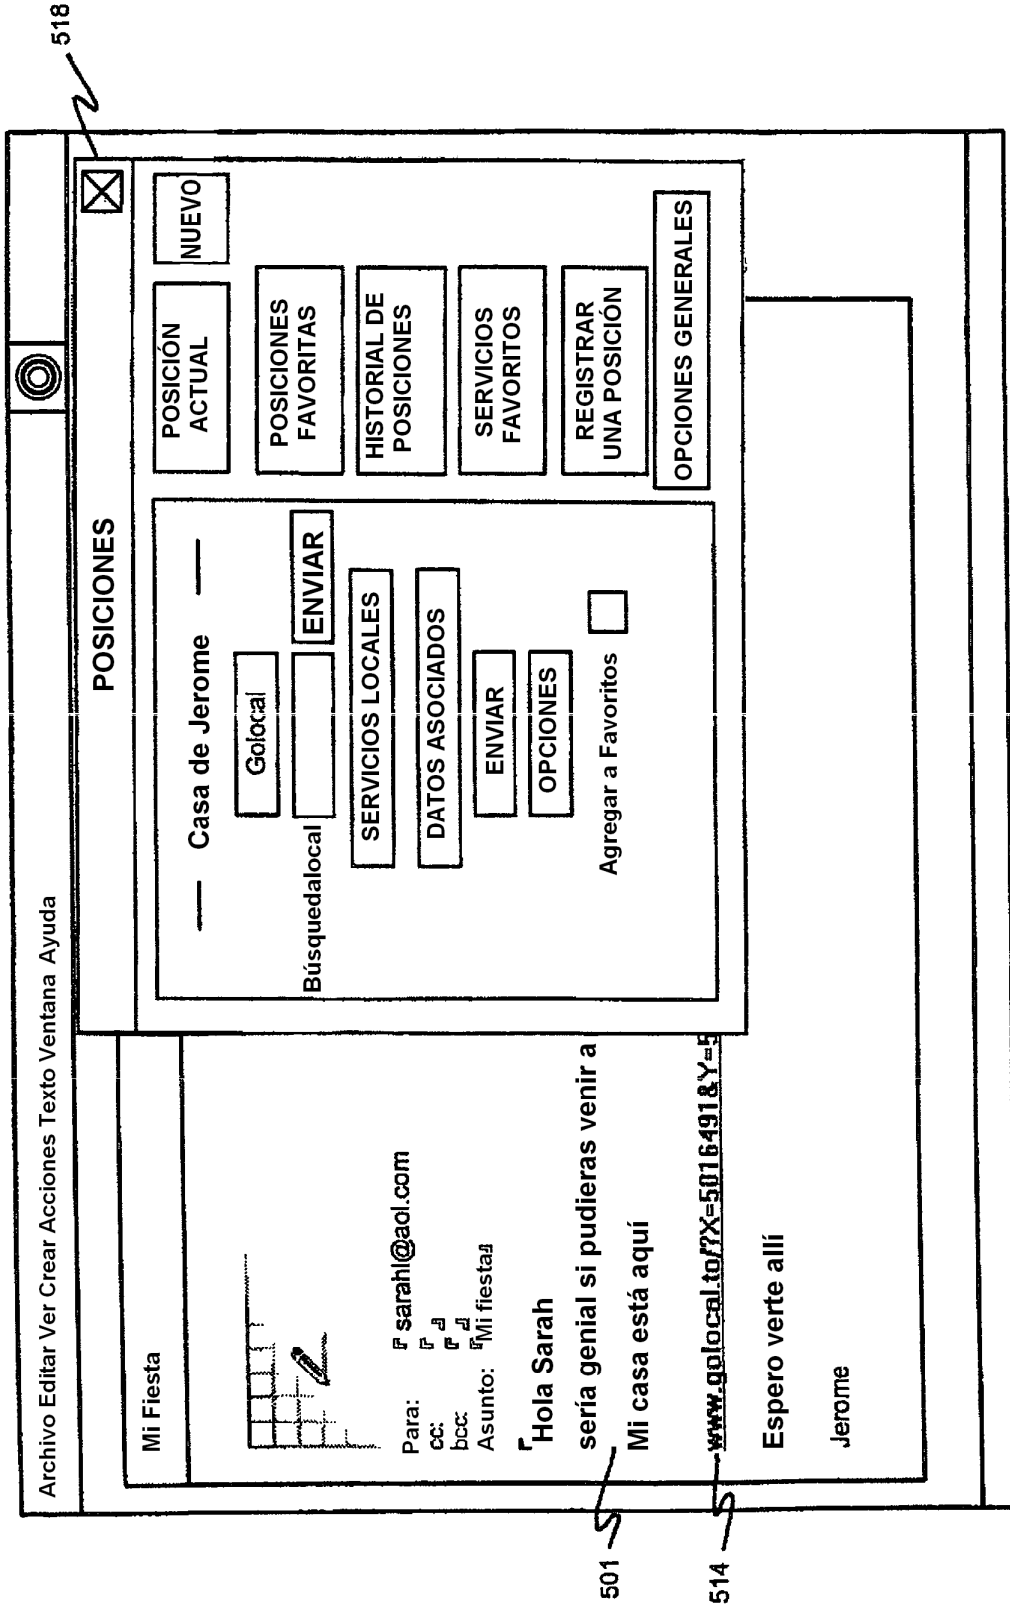 518
Archivo Editar Ver Crear Acciones Texto Ventana Ayuda
Mi Fiesta
POSICIONES
Para: sarahl@aol.com
cc:
bcc:
Asunto: Mi fiesta
Hola Sarah
sería genial si pudieras venir a
Mi casa está aquí
www.golocal.to/?X=5016491&Y=5
Espero verte allí
Jerome
Casa de Jerome
Golocal
Búsquedalocal
ENVIAR
SERVICIOS LOCALES
DATOS ASOCIADOS
ENVIAR
OPCIONES
Agregar a Favoritos
POSICIÓN
ACTUAL
NUEVO
POSICIONES
FAVORITAS
HISTORIAL DE
POSICIONES
SERVICIOS
FAVORITOS
REGISTRAR
UNA POSICIÓN
OPCIONES GENERALES
501
514